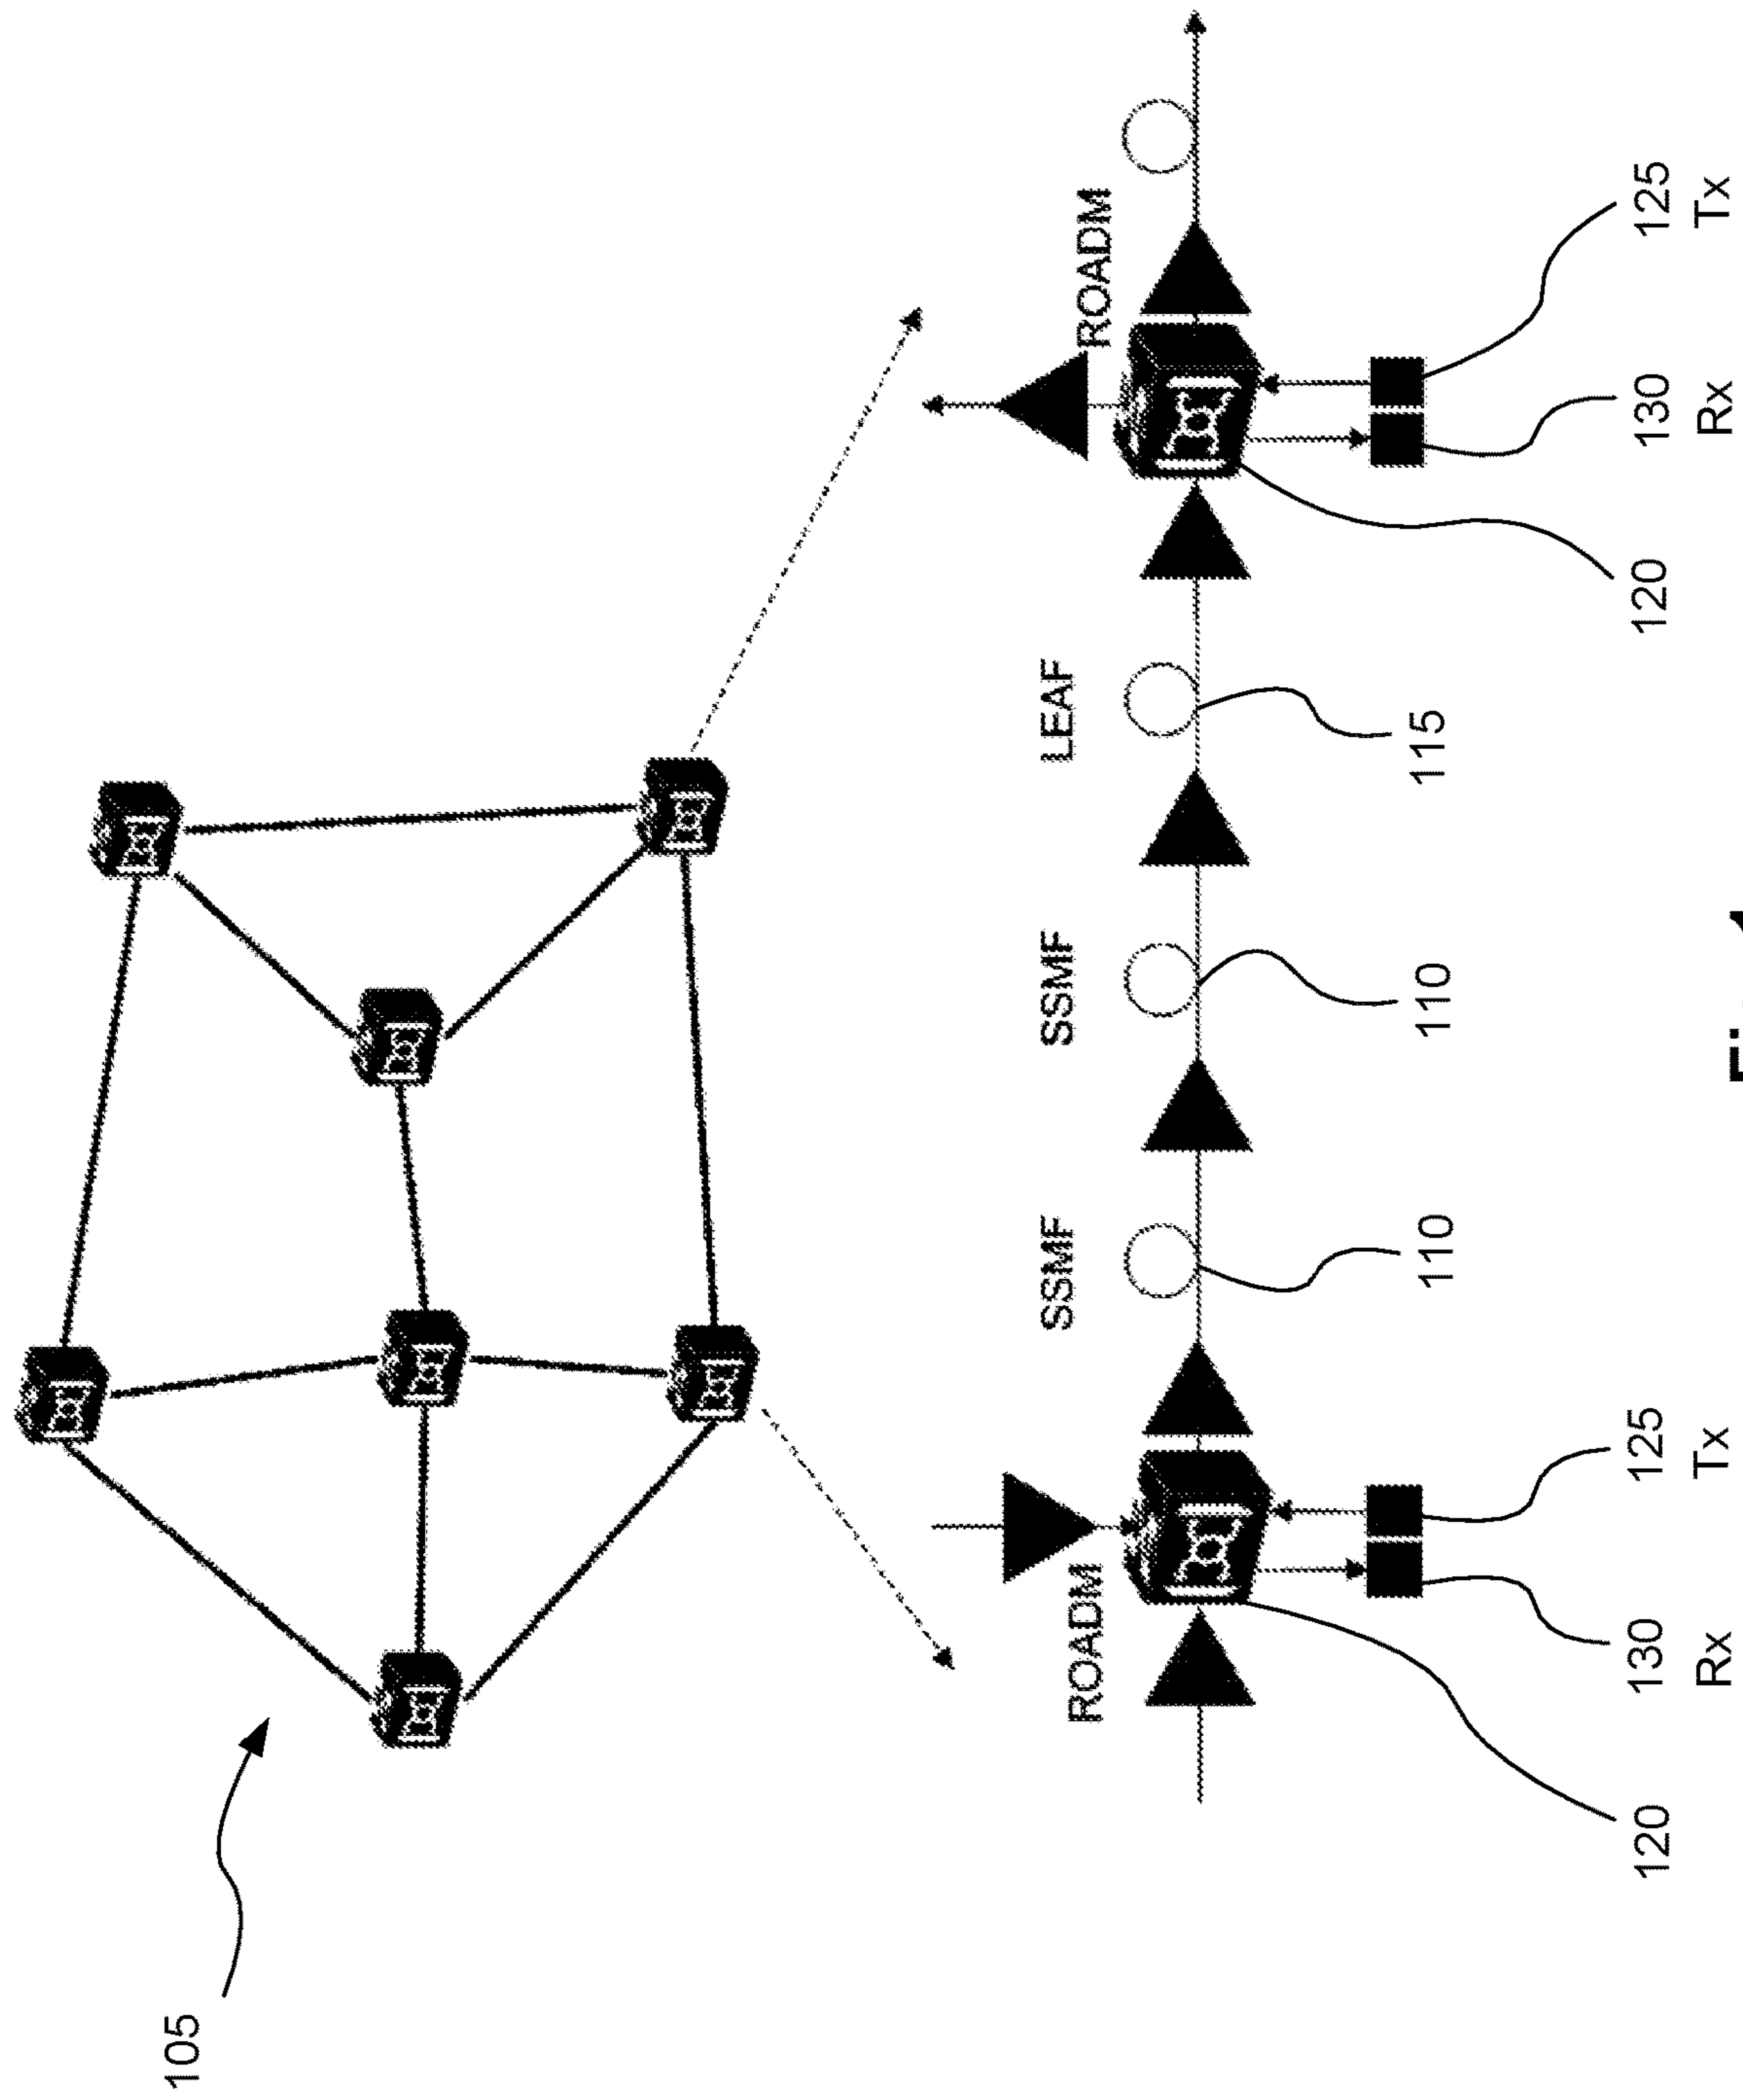 105
ROADM SSMF SSMF LEAF ROADM
110 110 115
120 130 125 120 130 125
Rx Tx Rx Tx